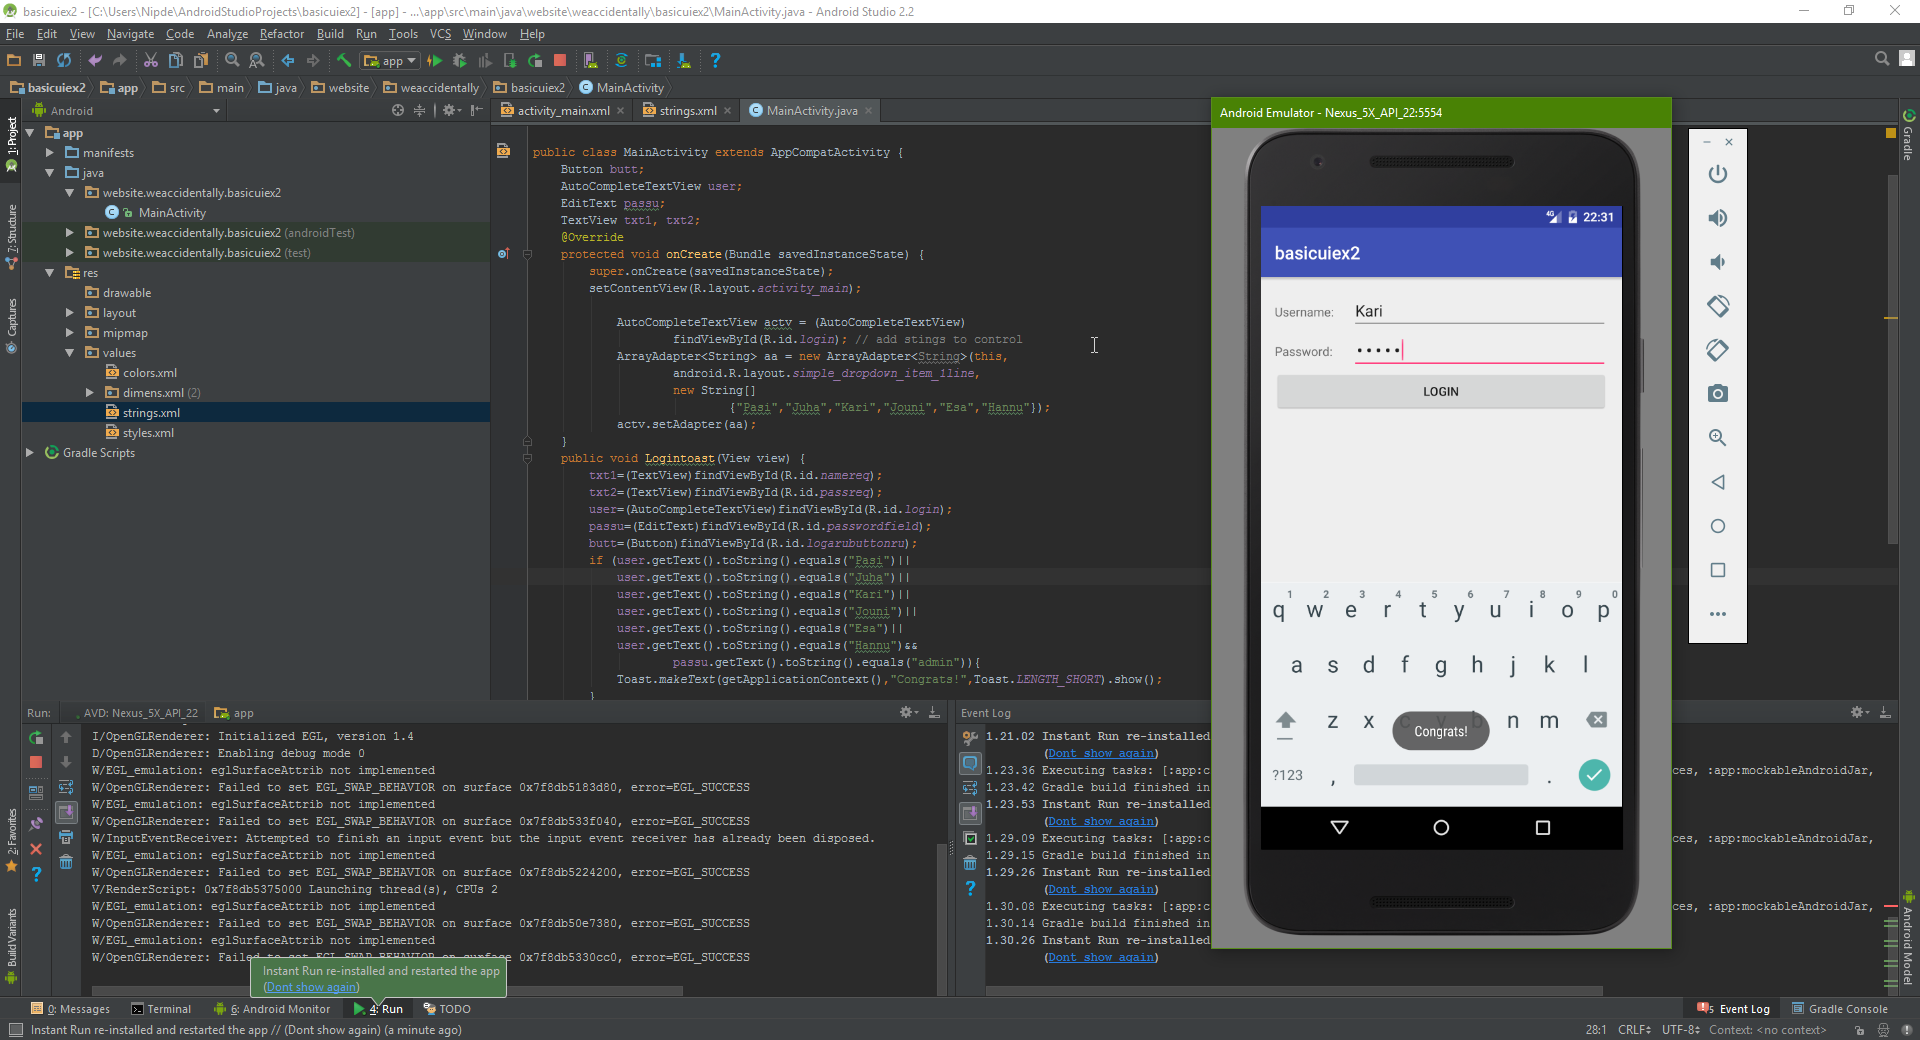 basicuiex2 - [C:\Users\Nipde\AndroidStudioProjects\basicuiex2] - [app] - ...\app\src\main\java\website\weaccidentally\basicuiex2\MainActivity.java - Android Studio 2.2
File Edit View Navigate Code Analyze Refactor Build Run Tools VCS Window Help
app
basicuiex2 app src main java website weaccidentally basicuiex2 MainActivity
Android
activity_main.xml strings.xml MainActivity.java
1: Project
7: Structure
Captures
2: Favorites
Build Variants
app
manifests
java
website.weaccidentally.basicuiex2
MainActivity
website.weaccidentally.basicuiex2 (androidTest)
website.weaccidentally.basicuiex2 (test)
res
drawable
layout
mipmap
values
colors.xml
dimens.xml (2)
strings.xml
styles.xml
Gradle Scripts
public class MainActivity extends AppCompatActivity {
Button butt;
AutoCompleteTextView user;
EditText passu;
TextView txt1, txt2;
@Override
protected void onCreate(Bundle savedInstanceState) {
super.onCreate(savedInstanceState);
setContentView(R.layout.activity_main);
AutoCompleteTextView actv = (AutoCompleteTextView)
findViewById(R.id.login); // add stings to control
ArrayAdapter<String> aa = new ArrayAdapter<String>(this,
android.R.layout.simple_dropdown_item_1line,
new String[]
{"Pasi","Juha","Kari","Jouni","Esa","Hannu"});
actv.setAdapter(aa);
}
public void Logintoast(View view) {
txt1=(TextView)findViewById(R.id.namereq);
txt2=(TextView)findViewById(R.id.passreq);
user=(AutoCompleteTextView)findViewById(R.id.login);
passu=(EditText)findViewById(R.id.passwordfield);
butt=(Button)findViewById(R.id.logarubuttonru);
if (user.getText().toString().equals("Pasi")||
user.getText().toString().equals("Juha")||
user.getText().toString().equals("Kari")||
user.getText().toString().equals("Jouni")||
user.getText().toString().equals("Esa")||
user.getText().toString().equals("Hannu")&&
passu.getText().toString().equals("admin")){
Toast.makeText(getApplicationContext(),"Congrats!",Toast.LENGTH_SHORT).show();
}
Android Emulator - Nexus_5X_API_22:5554
4G 22:31
basicuiex2
Username: Kari
Password: •••••
LOGIN
1 2 3 4 5 6 7 8 9 0
q w e r t y u i o p
a s d f g h j k l
z x c v b n m
Congrats!
?123 , .
Gradle
Android Model
Run: AVD: Nexus_5X_API_22 app
I/OpenGLRenderer: Initialized EGL, version 1.4
D/OpenGLRenderer: Enabling debug mode 0
W/EGL_emulation: eglSurfaceAttrib not implemented
W/OpenGLRenderer: Failed to set EGL_SWAP_BEHAVIOR on surface 0x7f8db5183d80, error=EGL_SUCCESS
W/EGL_emulation: eglSurfaceAttrib not implemented
W/OpenGLRenderer: Failed to set EGL_SWAP_BEHAVIOR on surface 0x7f8db533f040, error=EGL_SUCCESS
W/InputEventReceiver: Attempted to finish an input event but the input event receiver has already been disposed.
W/EGL_emulation: eglSurfaceAttrib not implemented
W/OpenGLRenderer: Failed to set EGL_SWAP_BEHAVIOR on surface 0x7f8db5224200, error=EGL_SUCCESS
V/RenderScript: 0x7f8db5375000 Launching thread(s), CPUs 2
W/EGL_emulation: eglSurfaceAttrib not implemented
W/OpenGLRenderer: Failed to set EGL_SWAP_BEHAVIOR on surface 0x7f8db50e7380, error=EGL_SUCCESS
W/EGL_emulation: eglSurfaceAttrib not implemented
W/OpenGLRenderer: Failed to set EGL_SWAP_BEHAVIOR on surface 0x7f8db5330cc0, error=EGL_SUCCESS
Instant Run re-installed and restarted the app
(Dont show again)
Event Log
1.21.02 Instant Run re-installed
(Dont show again)
1.23.36 Executing tasks: [:app:c ces, :app:mockableAndroidJar,
1.23.42 Gradle build finished in
1.23.53 Instant Run re-installed
(Dont show again)
1.29.09 Executing tasks: [:app:c ces, :app:mockableAndroidJar,
1.29.15 Gradle build finished in
1.29.26 Instant Run re-installed
(Dont show again)
1.30.08 Executing tasks: [:app:c ces, :app:mockableAndroidJar,
1.30.14 Gradle build finished in
1.30.26 Instant Run re-installed
(Dont show again)
0: Messages Terminal 6: Android Monitor 4: Run TODO 5 Event Log Gradle Console
Instant Run re-installed and restarted the app // (Dont show again) (a minute ago) 28:1 CRLF UTF-8 Context: <no context>